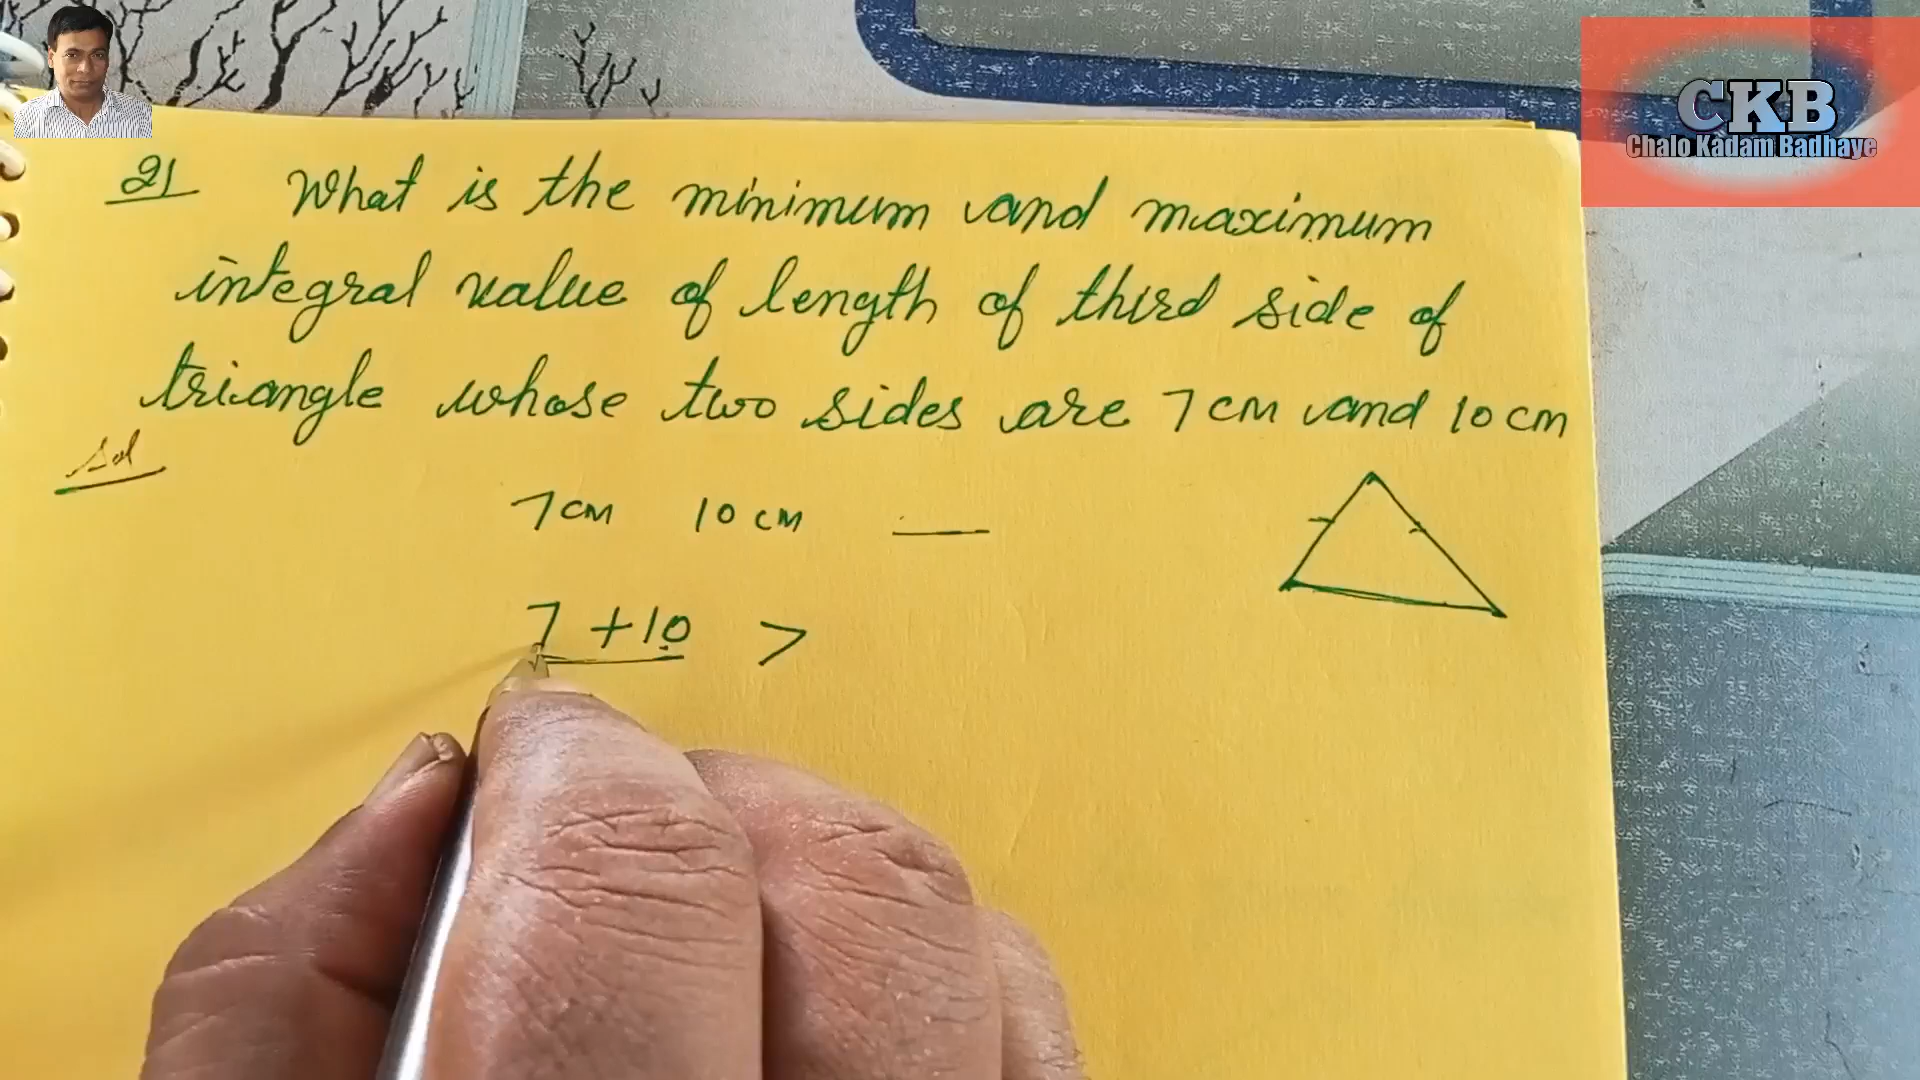 CKB
Chalo Kadam Badhaye
21 What is the minimum and maximum
integral value of length of third side of
triangle whose two sides are 7 cm and 10 cm
Sol
7 cm 10 cm
7 + 10 >